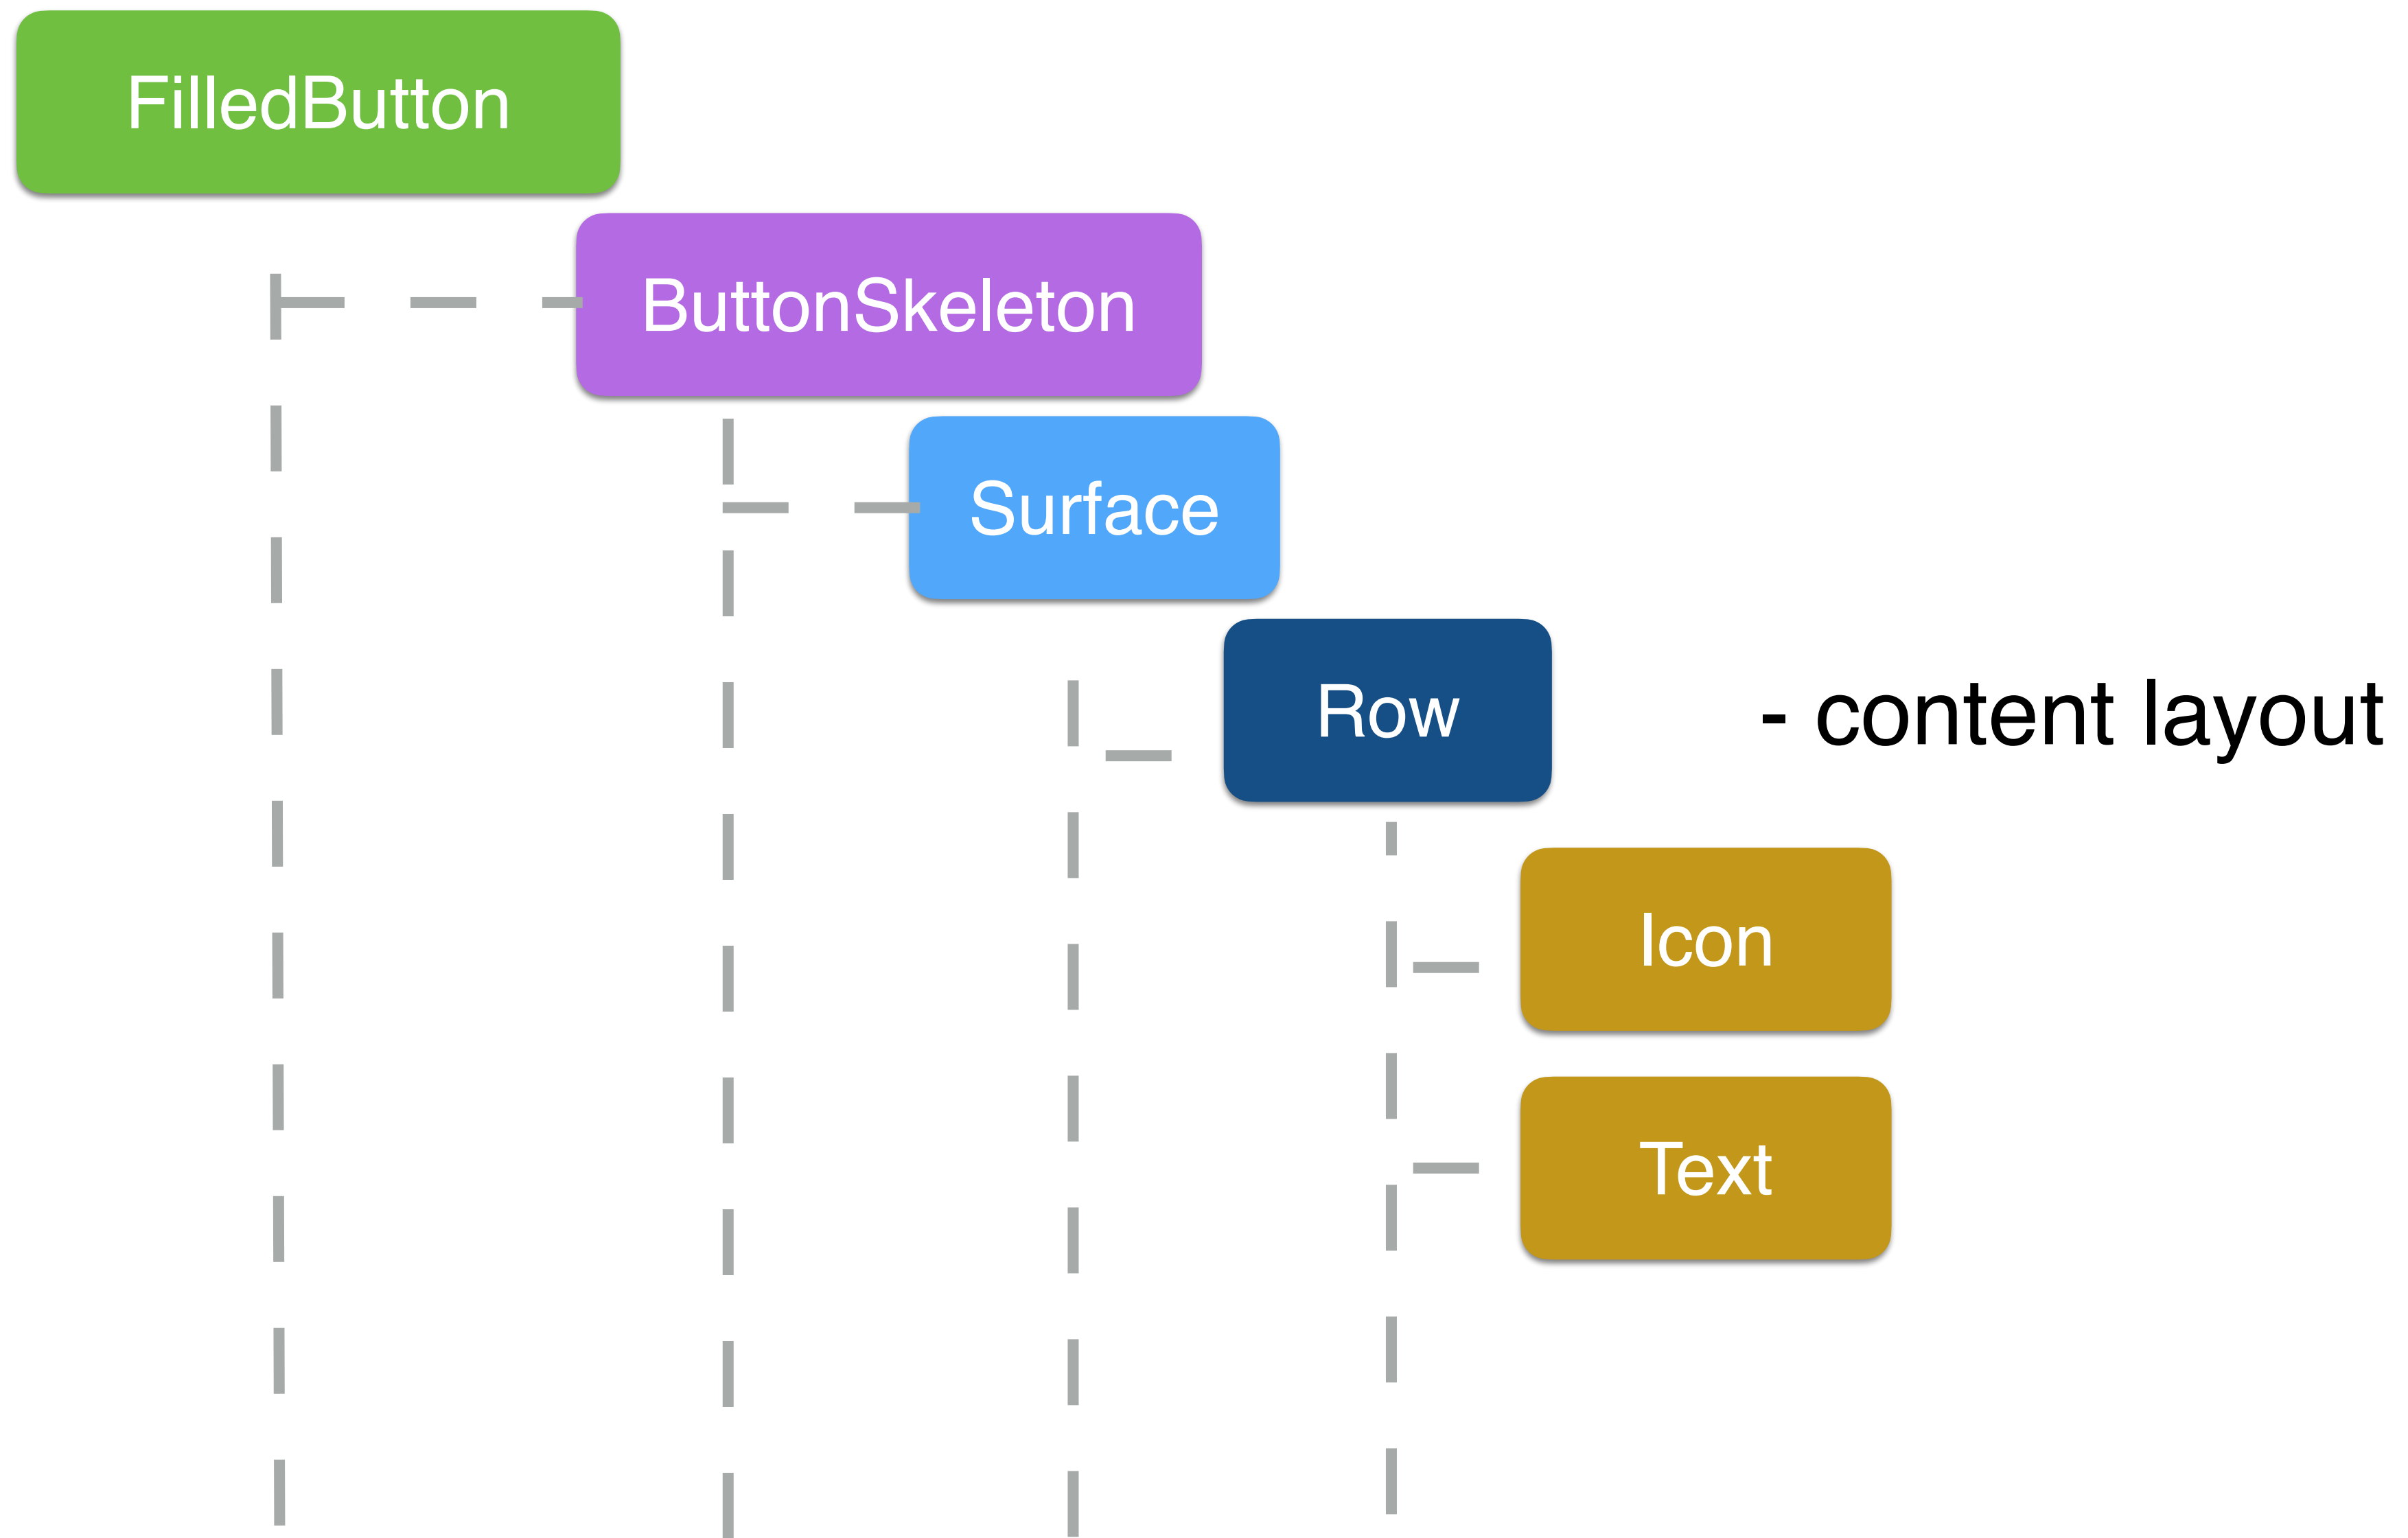 FilledButton
ButtonSkeleton
Surface
Row
- content layout
Icon
Text